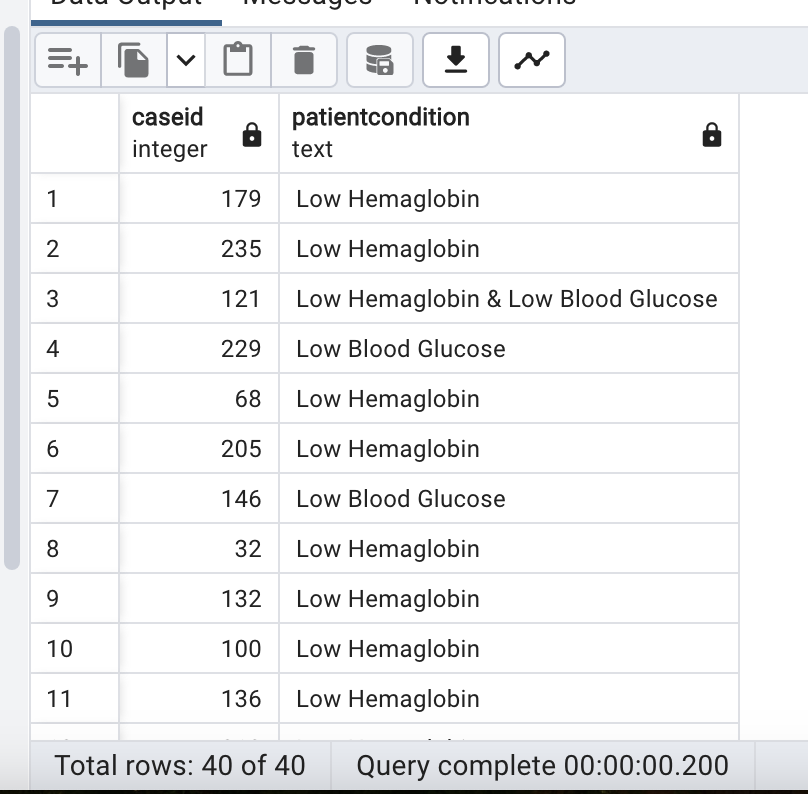 Data Output Messages Notifications
caseid patientcondition
integer text
1 179 Low Hemaglobin
2 235 Low Hemaglobin
3 121 Low Hemaglobin & Low Blood Glucose
4 229 Low Blood Glucose
5 68 Low Hemaglobin
6 205 Low Hemaglobin
7 146 Low Blood Glucose
8 32 Low Hemaglobin
9 132 Low Hemaglobin
10 100 Low Hemaglobin
11 136 Low Hemaglobin
Total rows: 40 of 40 Query complete 00:00:00.200